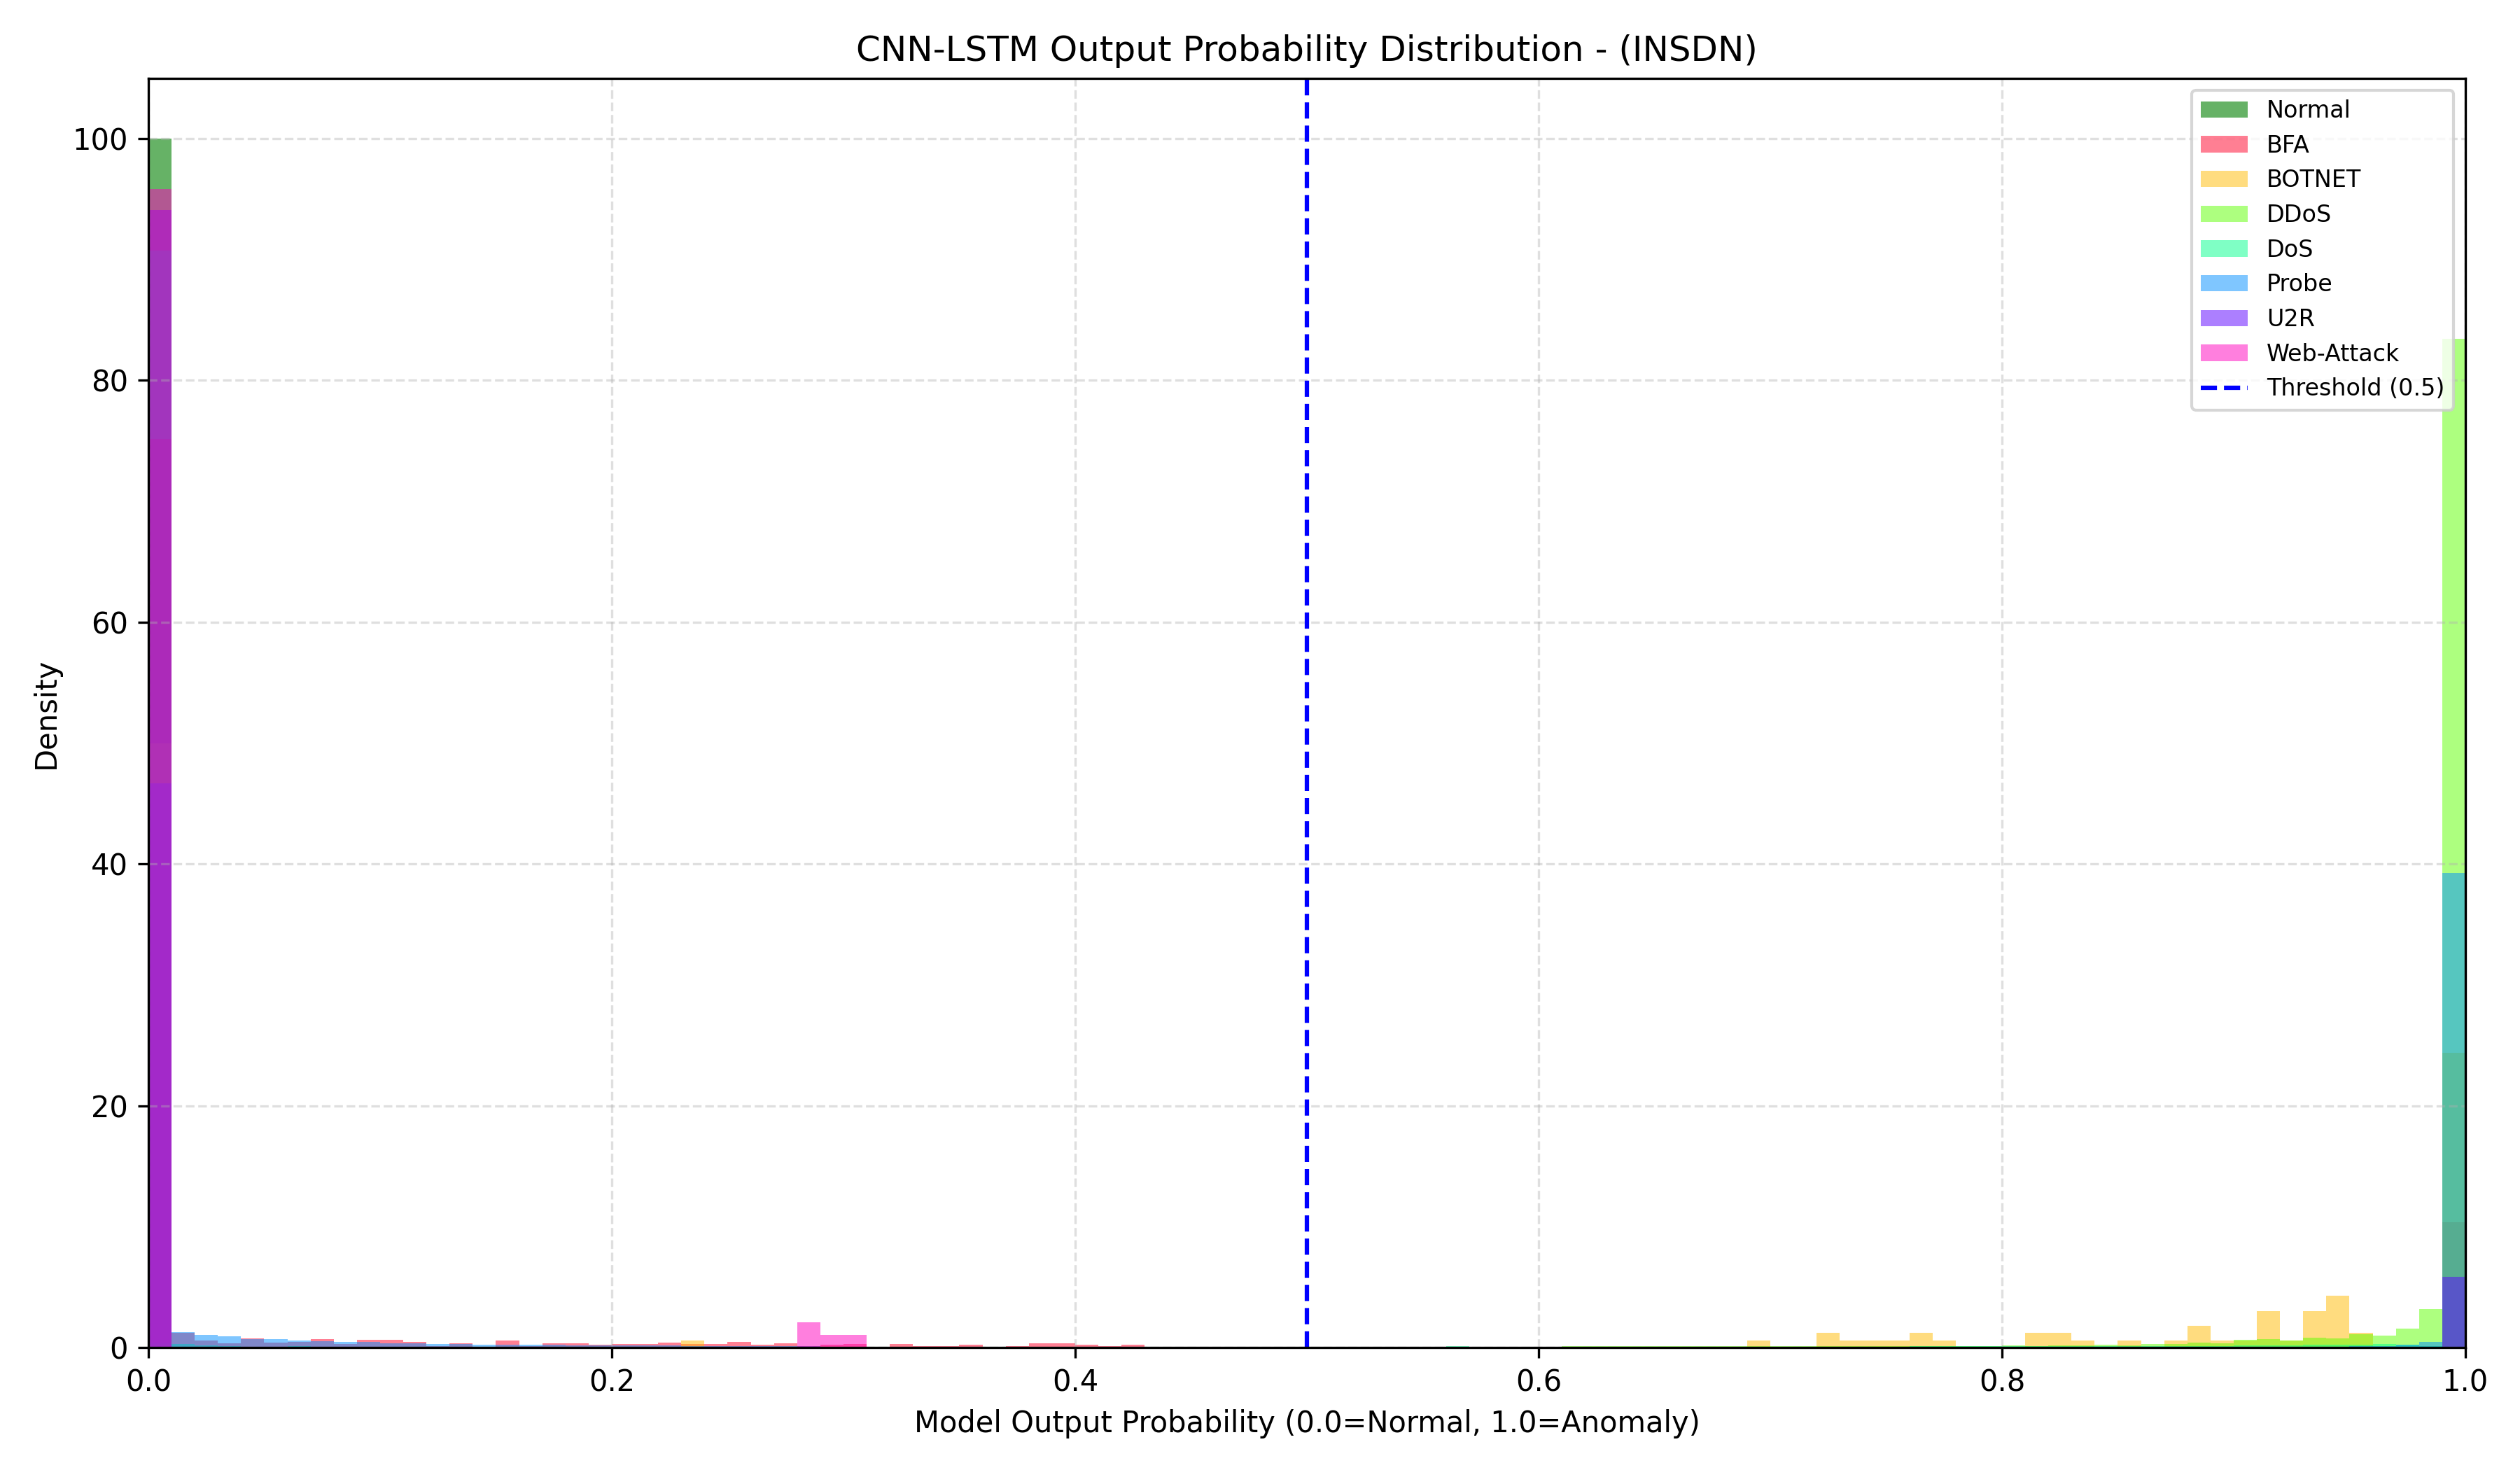 CNN-LSTM Output Probability Distribution - (INSDN)
Normal
BFA
BOTNET
DDoS
DoS
Probe
U2R
Web-Attack
Threshold (0.5)
100
80
60
40
20
0
Density
0.0 0.2 0.4 0.6 0.8 1.0
Model Output Probability (0.0=Normal, 1.0=Anomaly)